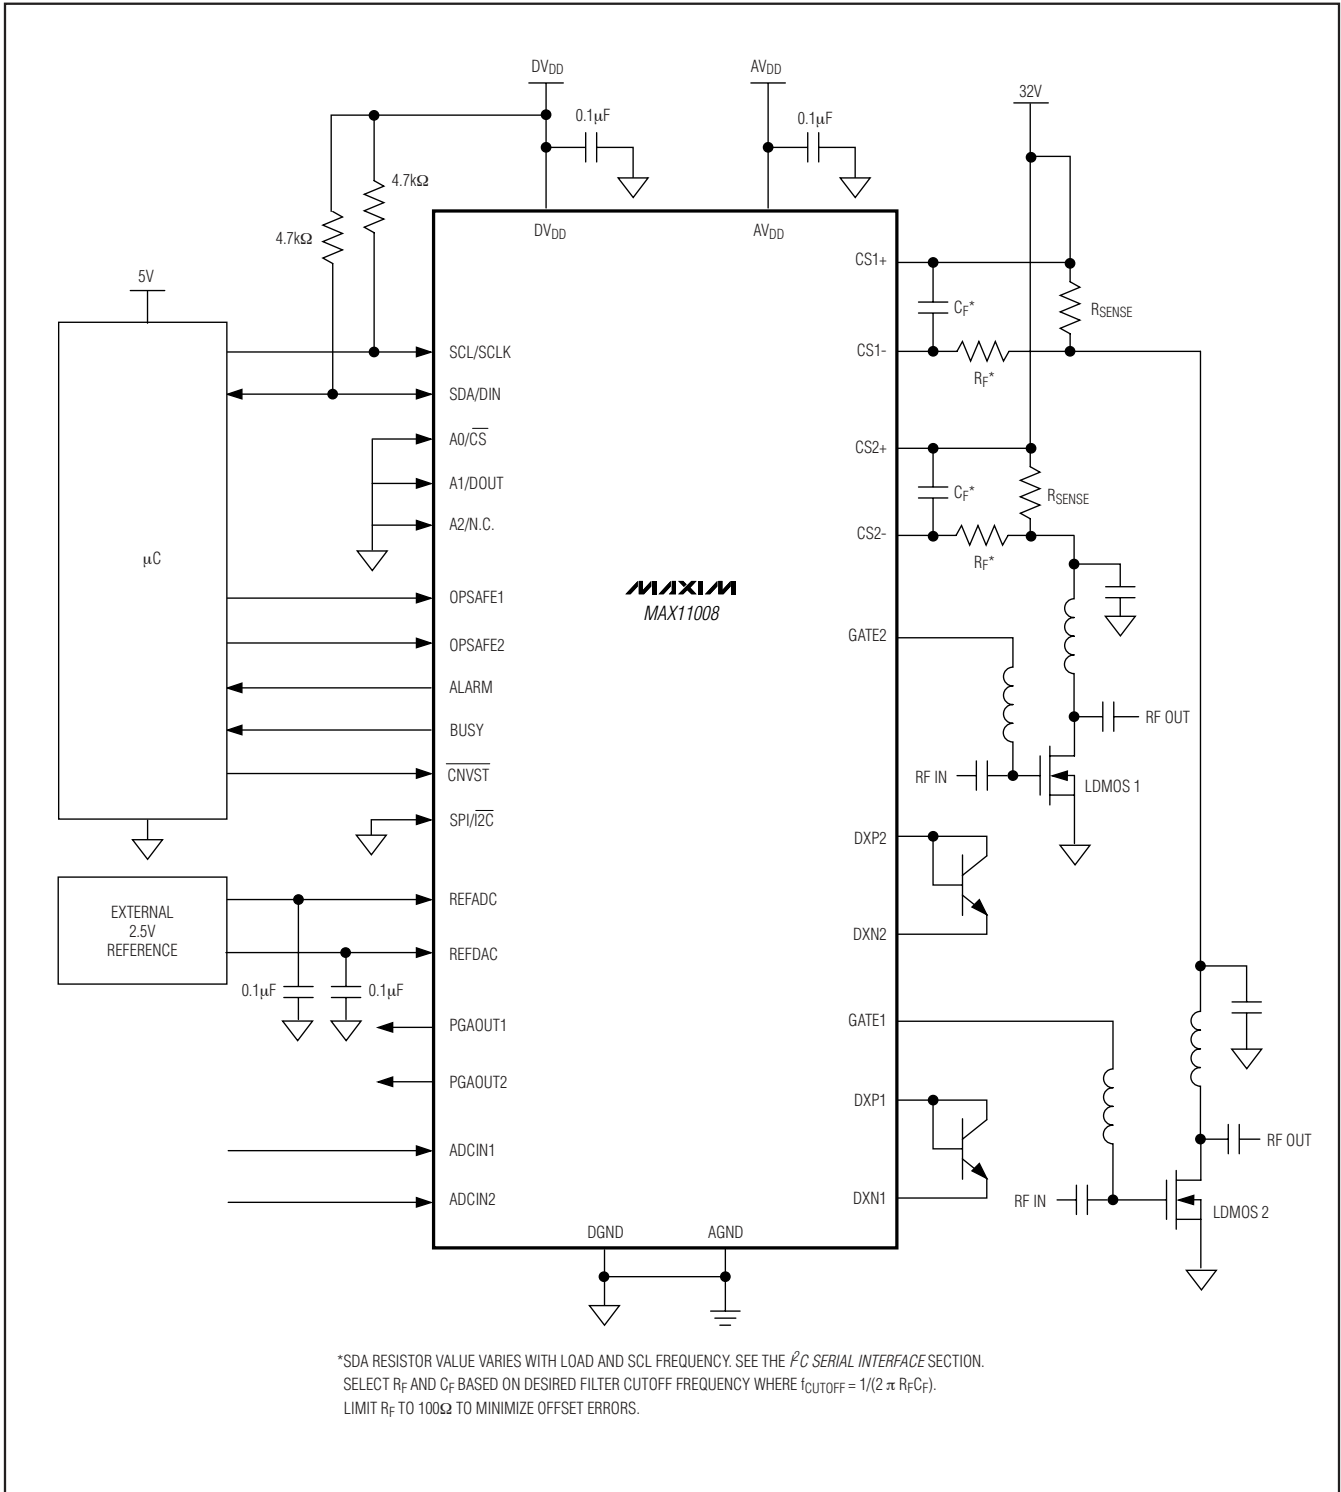 DVDD
AVDD
32V
0.1µF
0.1µF
4.7kΩ
4.7kΩ
DVDD
AVDD
5V
CS1+
CF*
RSENSE
SCL/SCLK
CS1-
RF*
SDA/DIN
A0/CS
CS2+
A1/DOUT
CF*
RSENSE
A2/N.C.
CS2-
RF*
µC
MAXIM
MAX11008
OPSAFE1
OPSAFE2
GATE2
ALARM
BUSY
RF OUT
CNVST
RF IN
LDMOS 1
SPI/I2C
DXP2
REFADC
EXTERNAL
2.5V
REFERENCE
DXN2
REFDAC
0.1µF
0.1µF
PGAOUT1
GATE1
PGAOUT2
DXP1
ADCIN1
RF OUT
ADCIN2
DXN1
RF IN
LDMOS 2
DGND
AGND
*SDA RESISTOR VALUE VARIES WITH LOAD AND SCL FREQUENCY. SEE THE I²C SERIAL INTERFACE SECTION.
SELECT RF AND CF BASED ON DESIRED FILTER CUTOFF FREQUENCY WHERE fCUTOFF = 1/(2 π RFCF).
LIMIT RF TO 100Ω TO MINIMIZE OFFSET ERRORS.